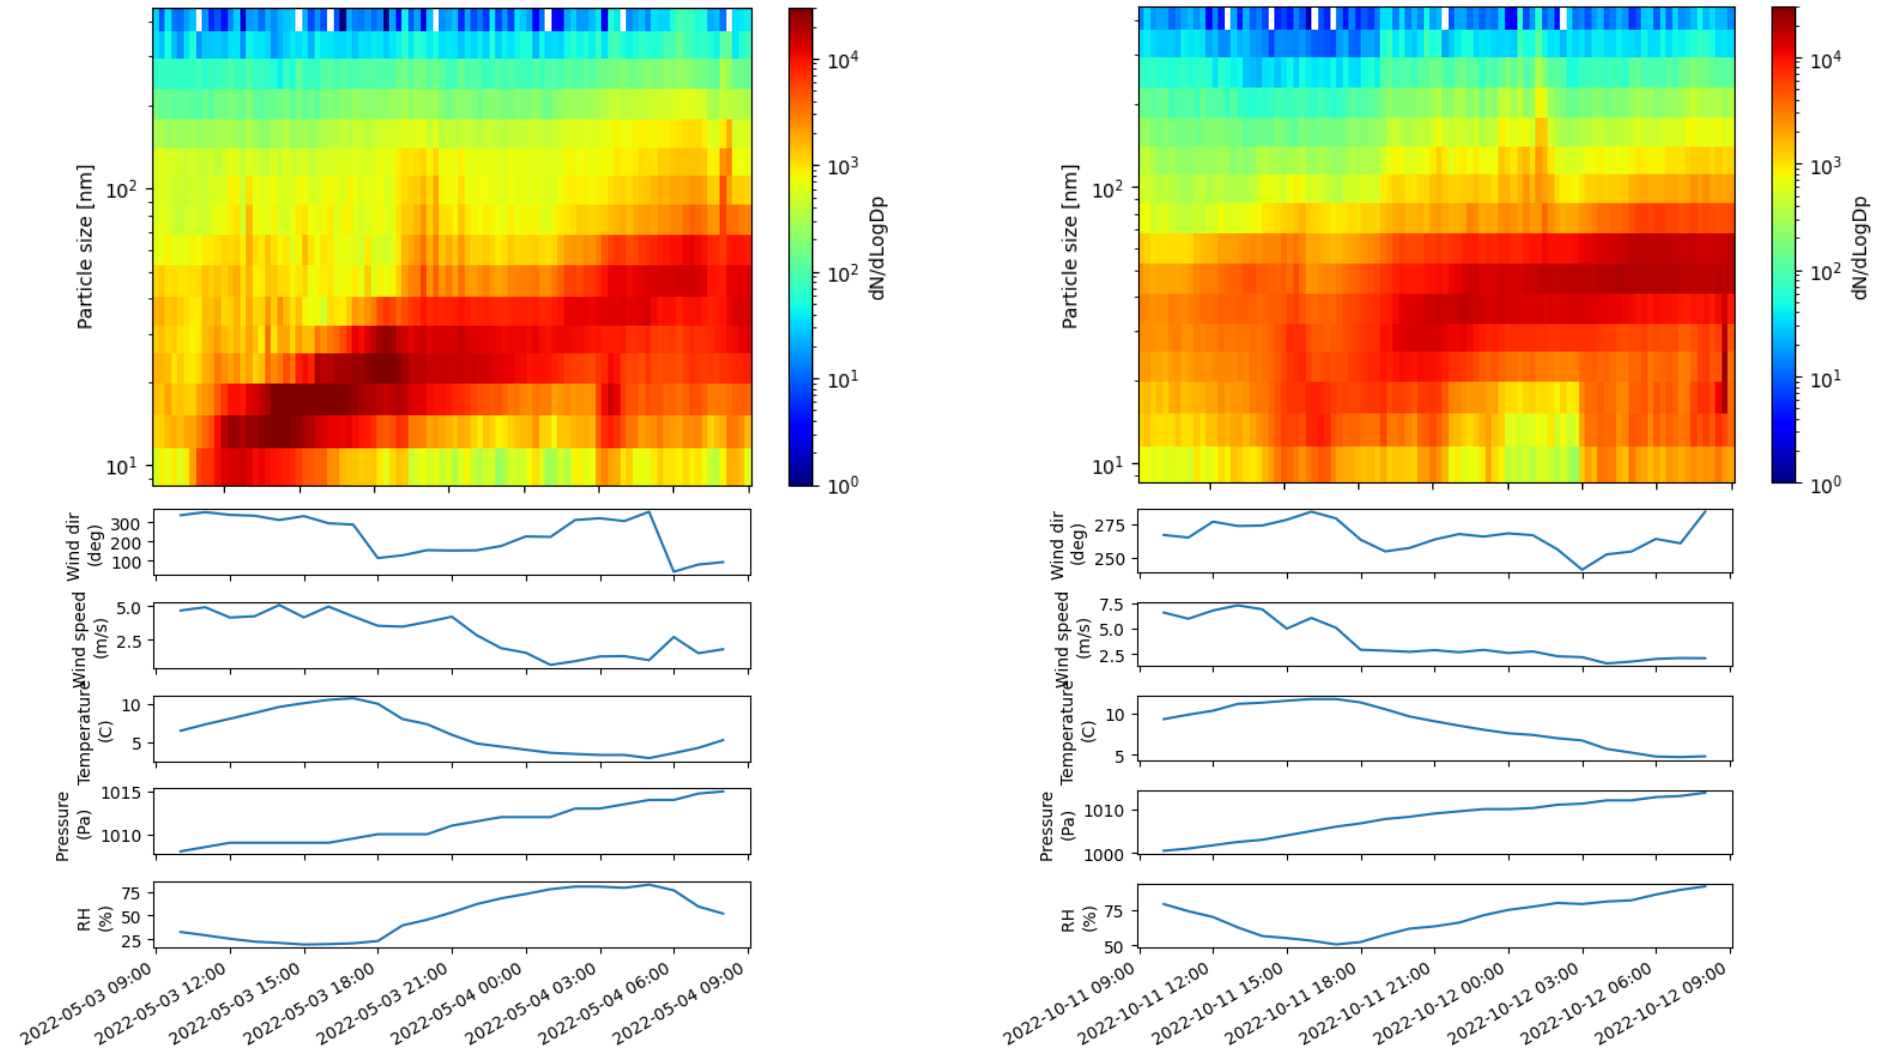 Particle size [nm]
10²
10¹
10⁴
10³
10²
10¹
10⁰
dN/dLogDp
Wind dir
(deg)
300
200
100
Wind speed
(m/s)
5.0
2.5
Temperature
(C)
10
5
Pressure
(Pa)
1015
1010
RH
(%)
75
50
25
2022-05-03 09:00
2022-05-03 12:00
2022-05-03 15:00
2022-05-03 18:00
2022-05-03 21:00
2022-05-04 00:00
2022-05-04 03:00
2022-05-04 06:00
2022-05-04 09:00
Particle size [nm]
10²
10¹
10⁴
10³
10²
10¹
10⁰
dN/dLogDp
Wind dir
(deg)
275
250
Wind speed
(m/s)
7.5
5.0
2.5
Temperature
(C)
10
5
Pressure
(Pa)
1010
1000
RH
(%)
75
50
2022-10-11 09:00
2022-10-11 12:00
2022-10-11 15:00
2022-10-11 18:00
2022-10-11 21:00
2022-10-12 00:00
2022-10-12 03:00
2022-10-12 06:00
2022-10-12 09:00